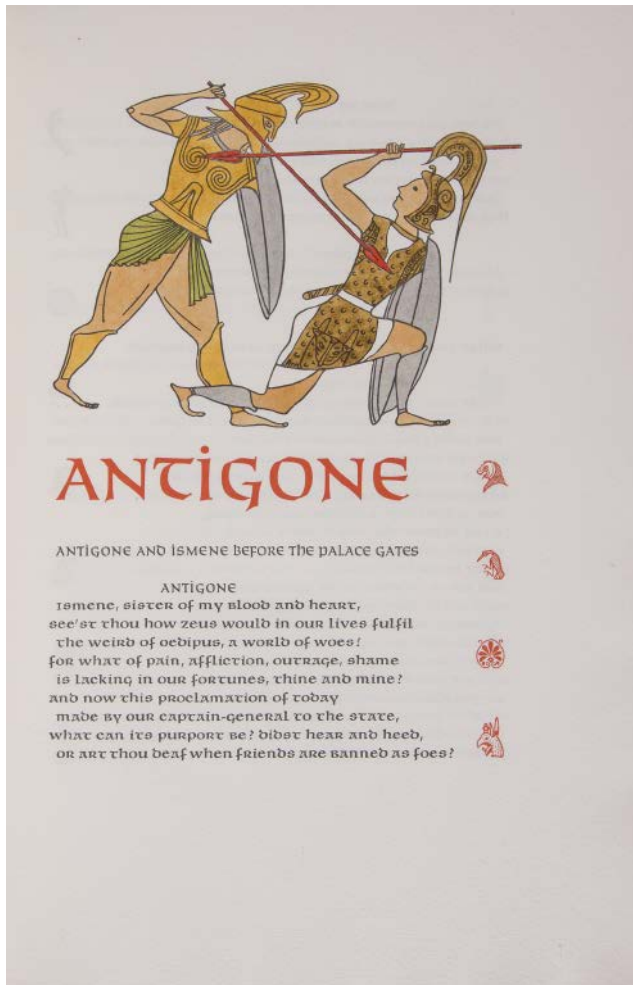 ANTIGONE
ANTIGONE AND ISMENE BEFORE THE PALACE GATES
ANTIGONE
ismene, sister of my blood and heart,
see'st thou how zeus would in our lives fulfil
the weird of oedipus, a world of woes!
for what of pain, affliction, outrage, shame
is lacking in our fortunes, thine and mine?
and now this proclamation of today
made by our captain-general to the state,
what can its purport be? didst hear and heed,
or art thou deaf when friends are banned as foes?